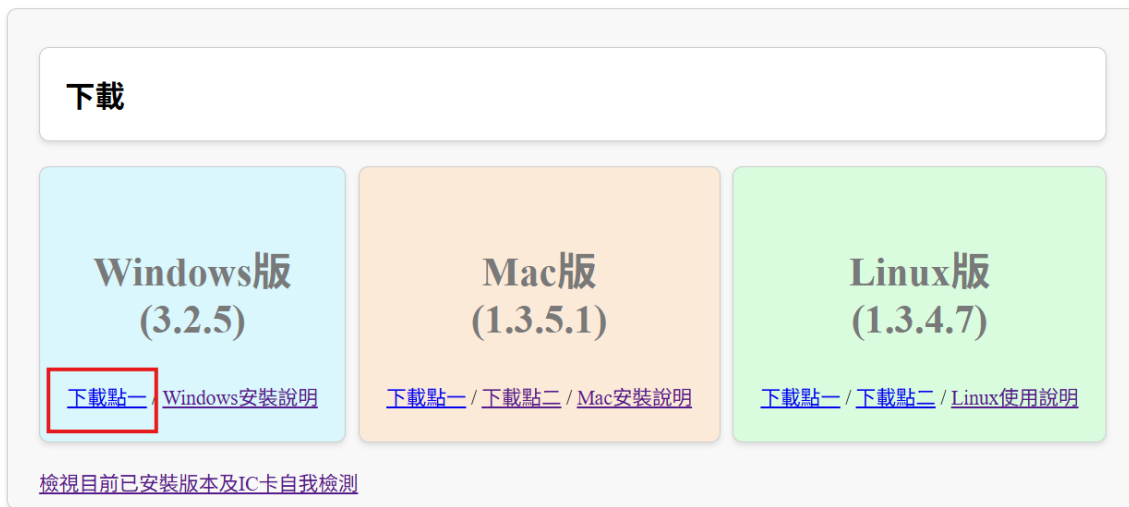 下載
Windows版
(3.2.5)
下載點一 / Windows安裝說明
Mac版
(1.3.5.1)
下載點一 / 下載點二 / Mac安裝說明
Linux版
(1.3.4.7)
下載點一 / 下載點二 / Linux使用說明
檢視目前已安裝版本及IC卡自我檢測